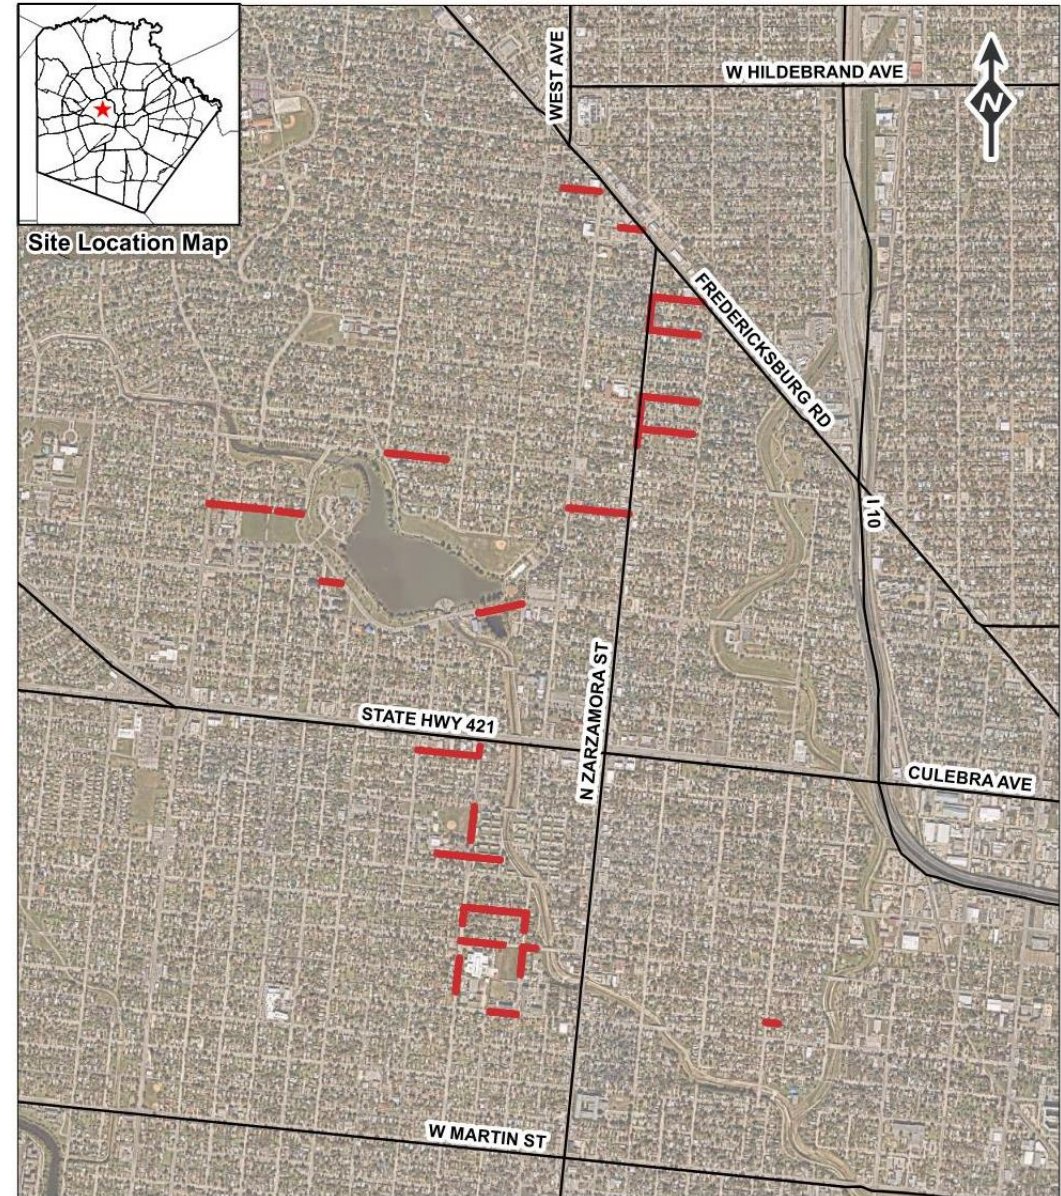 Site Location Map
WEST AVE
W HILDEBRAND AVE
N
FREDERICKSBURG RD
I 10
N ZARZAMORA ST
STATE HWY 421
CULEBRA AVE
W MARTIN ST